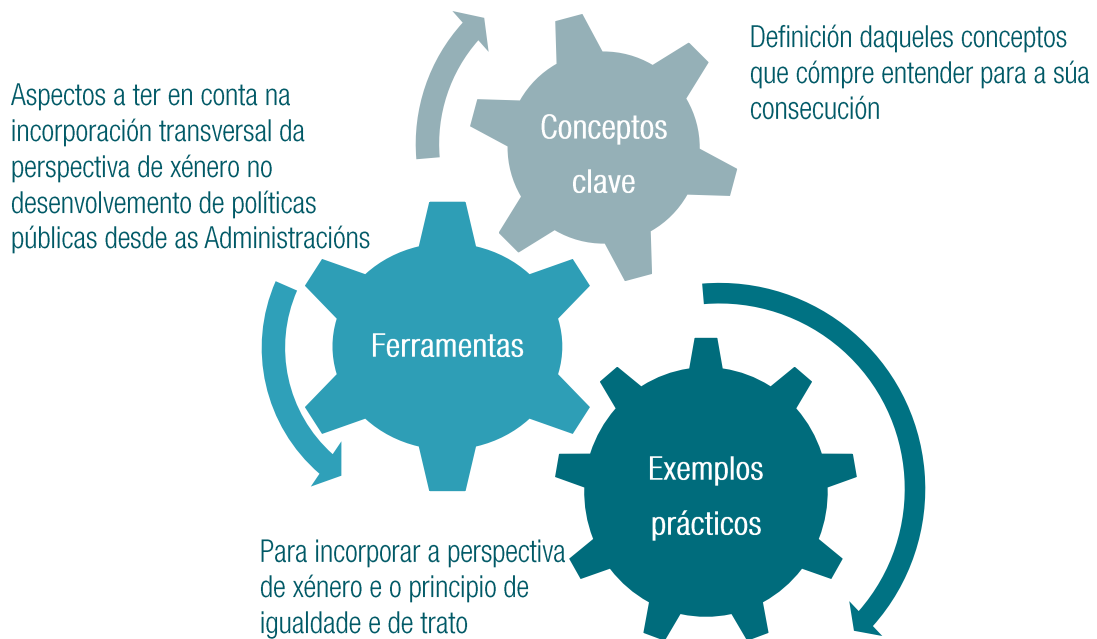 Definición daqueles conceptos
que cómpre entender para a súa
consecución
Conceptos
clave
Aspectos a ter en conta na
incorporación transversal da
perspectiva de xénero no
desenvolvemento de políticas
públicas desde as Administracións
Ferramentas
Exemplos
prácticos
Para incorporar a perspectiva
de xénero e o principio de
igualdade e de trato